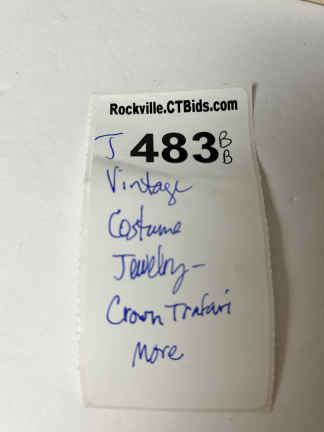 Rockville.CTBids.com
J 483 B B
Vintage
Costume
Jewelry-
Crown Trafari
More